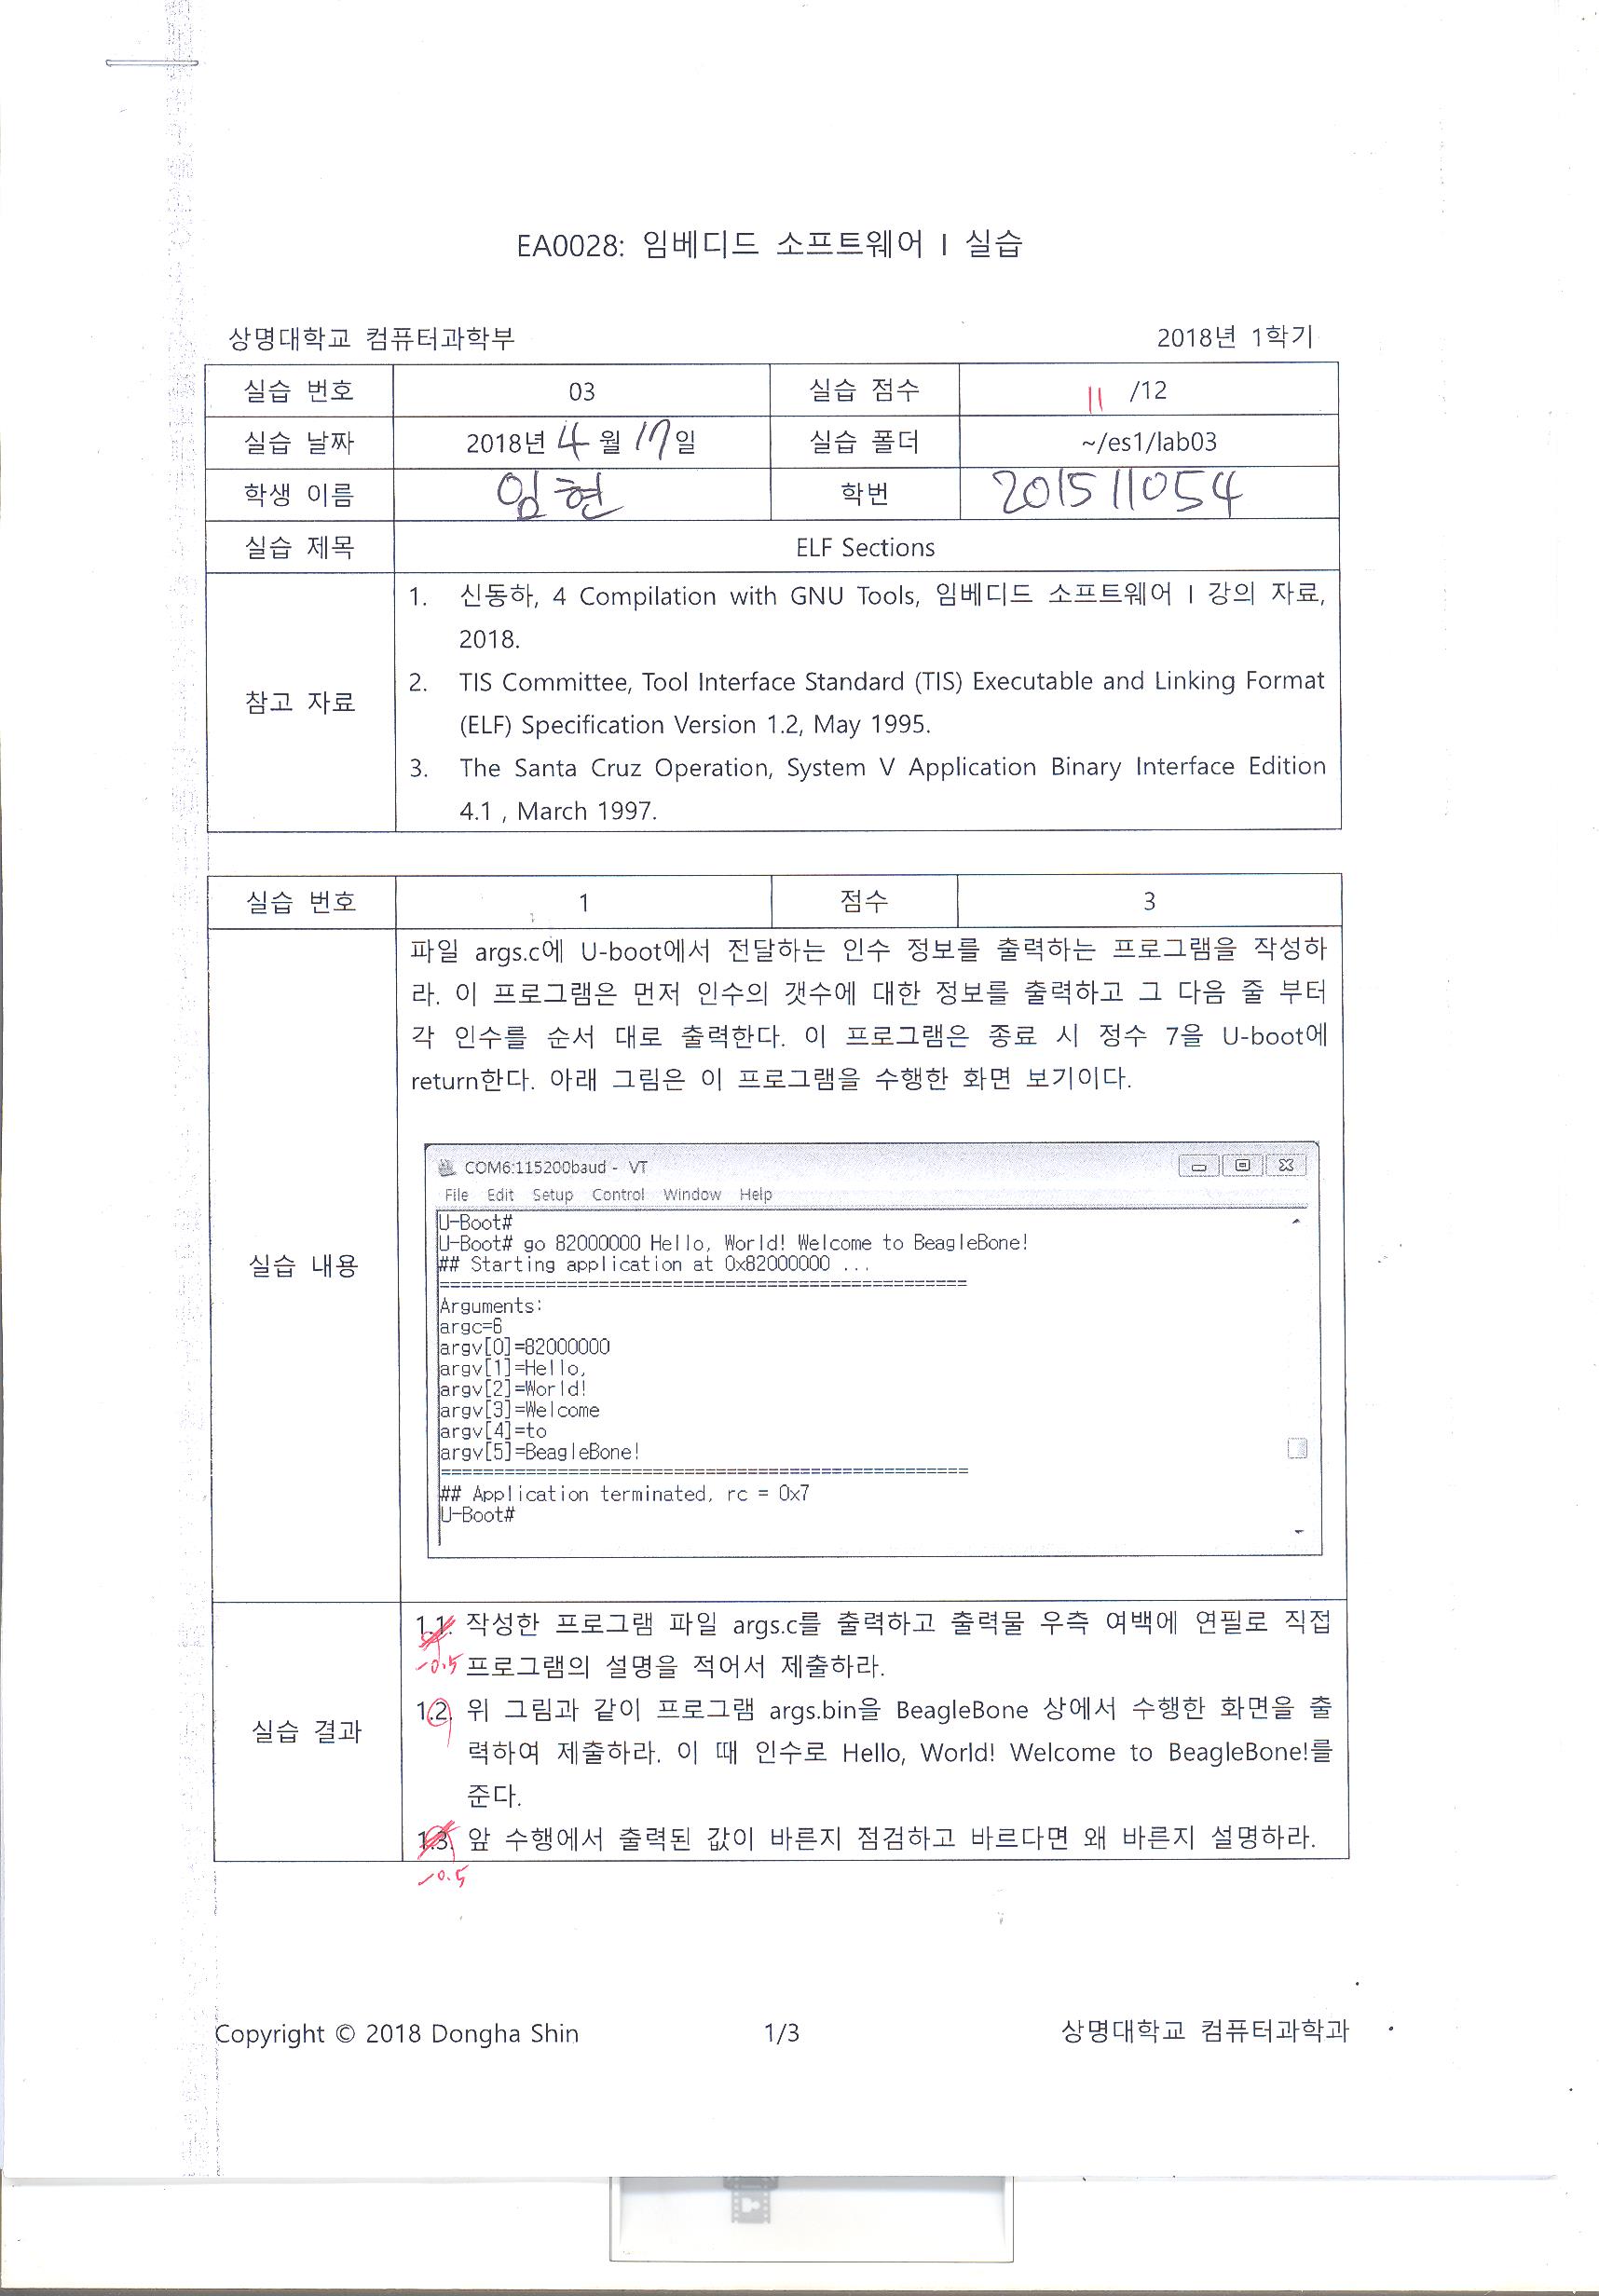 EA0028: 임베디드 소프트웨어 I 실습
상명대학교 컴퓨터과학부 2018년 1학기
실습 번호 03 실습 점수 11 /12
실습 날짜 2018년 4 월 17일 실습 폴더 ~/es1/lab03
학생 이름 임현 학번 201511054
실습 제목 ELF Sections
참고 자료
1. 신동하, 4 Compilation with GNU Tools, 임베디드 소프트웨어 I 강의 자료,
2018.
2. TIS Committee, Tool Interface Standard (TIS) Executable and Linking Format
(ELF) Specification Version 1.2, May 1995.
3. The Santa Cruz Operation, System V Application Binary Interface Edition
4.1 , March 1997.
실습 번호 1 점수 3
실습 내용
파일 args.c에 U-boot에서 전달하는 인수 정보를 출력하는 프로그램을 작성하
라. 이 프로그램은 먼저 인수의 갯수에 대한 정보를 출력하고 그 다음 줄 부터
각 인수를 순서 대로 출력한다. 이 프로그램은 종료 시 정수 7을 U-boot에
return한다. 아래 그림은 이 프로그램을 수행한 화면 보기이다.
COM6:115200baud - VT
File Edit Setup Control Window Help
U-Boot#
U-Boot# go 82000000 Hello, World! Welcome to BeagleBone!
## Starting application at 0x82000000 ...
==================================================
Arguments:
argc=6
argv[0]=82000000
argv[1]=Hello,
argv[2]=World!
argv[3]=Welcome
argv[4]=to
argv[5]=BeagleBone!
==================================================
## Application terminated, rc = 0x7
U-Boot#
실습 결과
1.1. 작성한 프로그램 파일 args.c를 출력하고 출력물 우측 여백에 연필로 직접
-0.5 프로그램의 설명을 적어서 제출하라.
1.2. 위 그림과 같이 프로그램 args.bin을 BeagleBone 상에서 수행한 화면을 출
력하여 제출하라. 이 때 인수로 Hello, World! Welcome to BeagleBone!를
준다.
1.3. 앞 수행에서 출력된 값이 바른지 점검하고 바르다면 왜 바른지 설명하라.
-0.5
Copyright © 2018 Dongha Shin 1/3 상명대학교 컴퓨터과학과